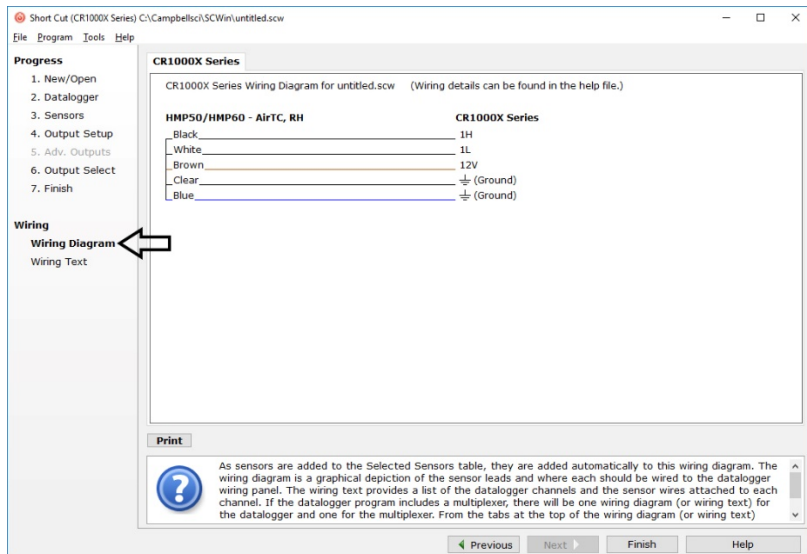 Short Cut (CR1000X Series) C:\Campbellsci\SCWin\untitled.scw
File Program Tools Help
Progress
1. New/Open
2. Datalogger
3. Sensors
4. Output Setup
5. Adv. Outputs
6. Output Select
7. Finish
Wiring
Wiring Diagram
Wiring Text
CR1000X Series
CR1000X Series Wiring Diagram for untitled.scw (Wiring details can be found in the help file.)
HMP50/HMP60 - AirTC, RH CR1000X Series
Black 1H
White 1L
Brown 12V
Clear (Ground)
Blue (Ground)
Print
As sensors are added to the Selected Sensors table, they are added automatically to this wiring diagram. The
wiring diagram is a graphical depiction of the sensor leads and where each should be wired to the datalogger
wiring panel. The wiring text provides a list of the datalogger channels and the sensor wires attached to each
channel. If the datalogger program includes a multiplexer, there will be one wiring diagram (or wiring text) for
the datalogger and one for the multiplexer. From the tabs at the top of the wiring diagram (or wiring text)
Previous Next Finish Help